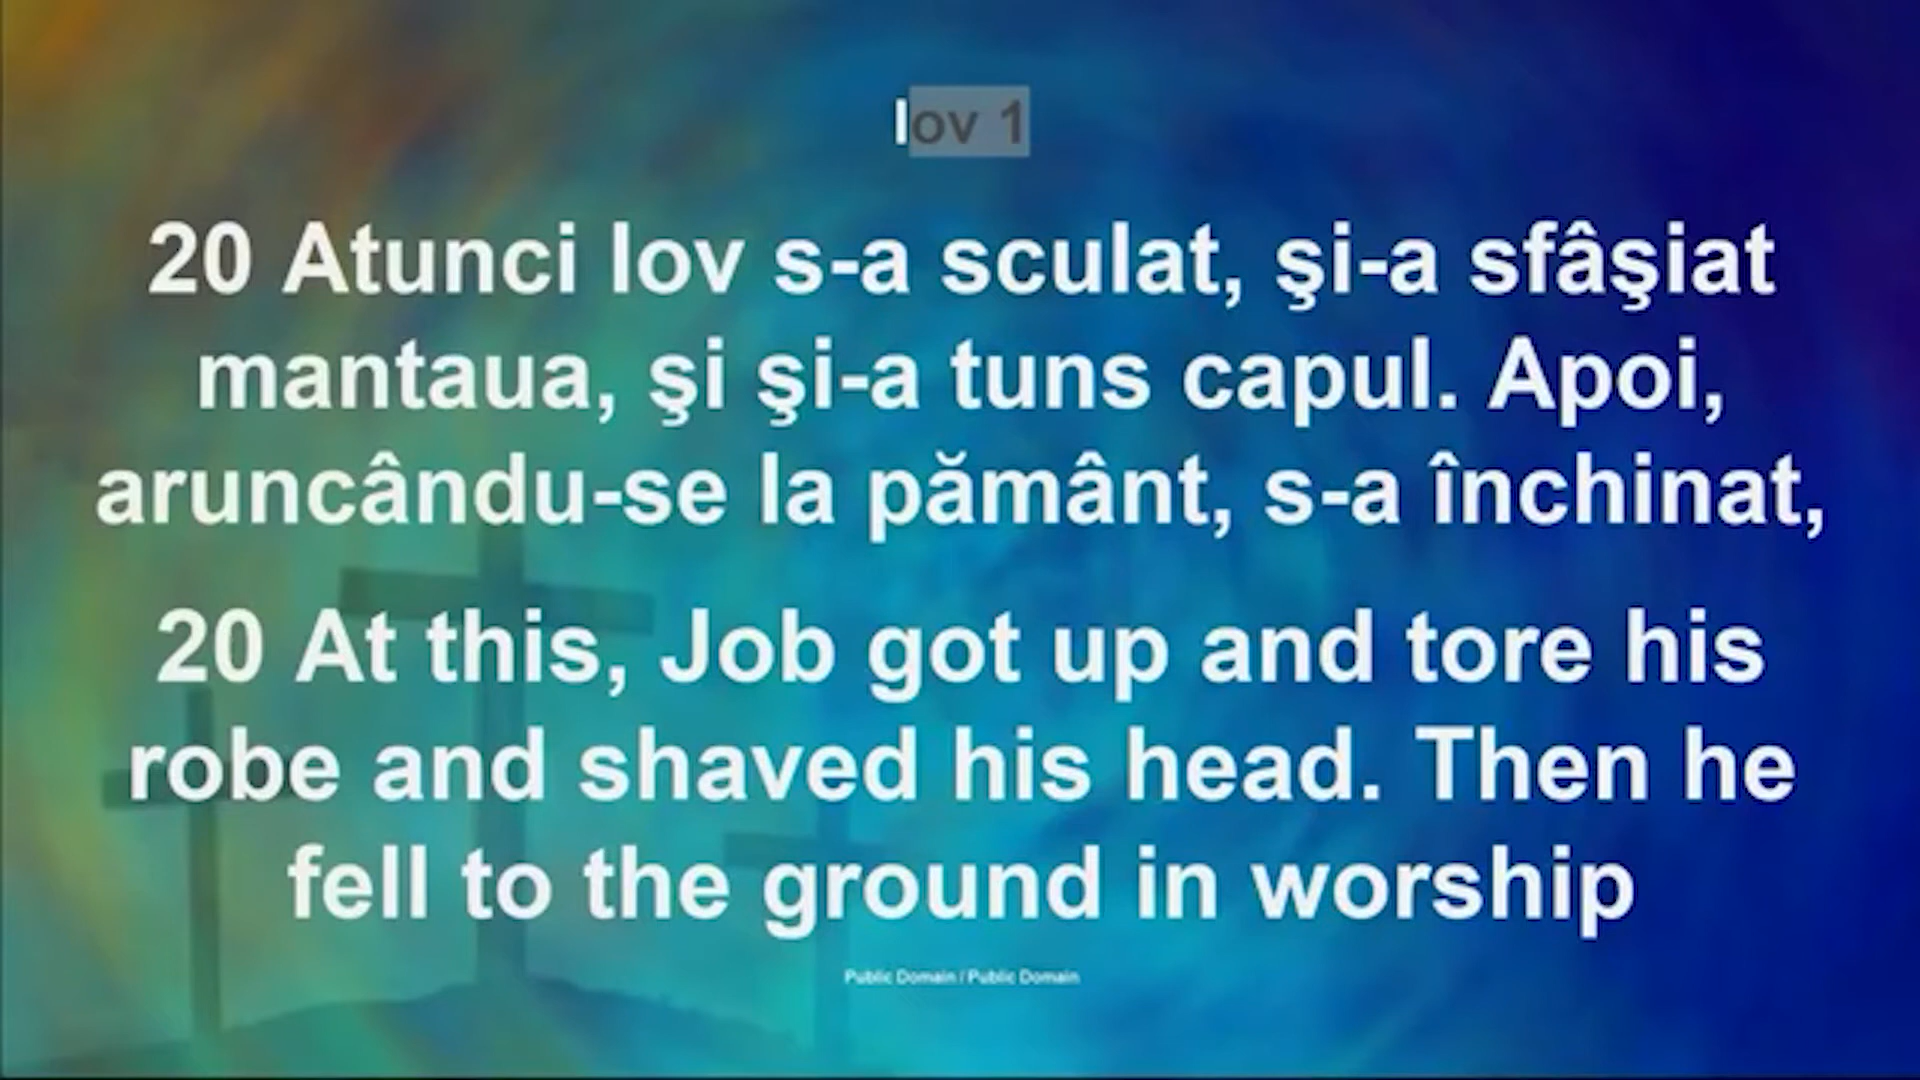 Iov 1
20 Atunci Iov s-a sculat, şi-a sfâşiat
mantaua, şi şi-a tuns capul. Apoi,
aruncându-se la pământ, s-a închinat,
20 At this, Job got up and tore his
robe and shaved his head. Then he
fell to the ground in worship
Public Domain / Public Domain